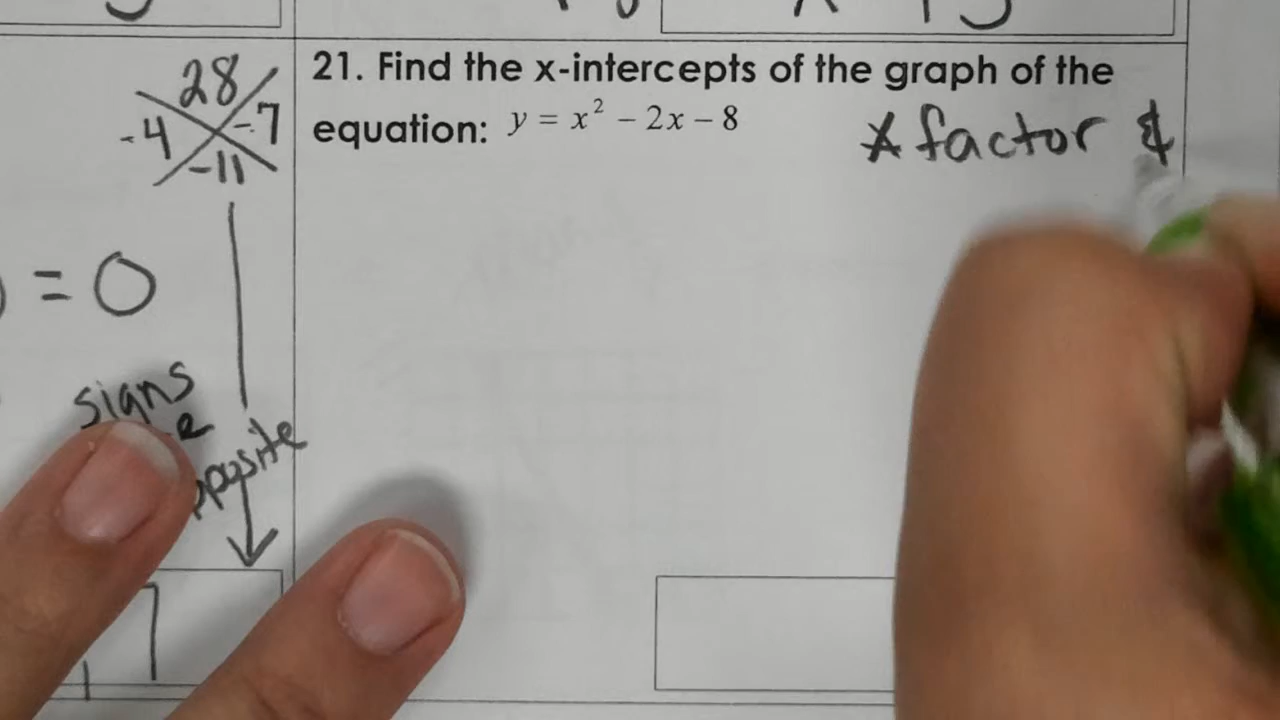 28
-4 -7
-11
= 0
signs
21. Find the x-intercepts of the graph of the
equation: y = x² – 2x – 8
* factor &